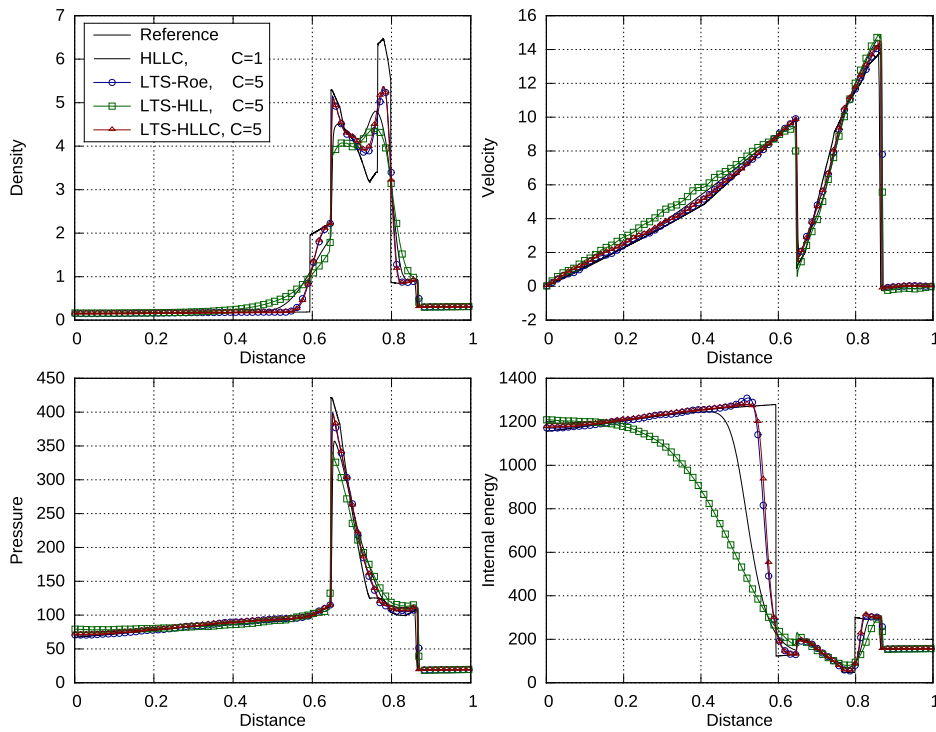 7
6
5
4
3
2
1
0
Density
Reference
HLLC, C=1
LTS-Roe, C=5
LTS-HLL, C=5
LTS-HLLC, C=5
0 0.2 0.4 0.6 0.8 1
Distance
16
14
12
10
8
6
4
2
0
-2
Velocity
0 0.2 0.4 0.6 0.8 1
Distance
450
400
350
300
250
200
150
100
50
0
Pressure
0 0.2 0.4 0.6 0.8 1
Distance
1400
1200
1000
800
600
400
200
0
Internal energy
0 0.2 0.4 0.6 0.8 1
Distance